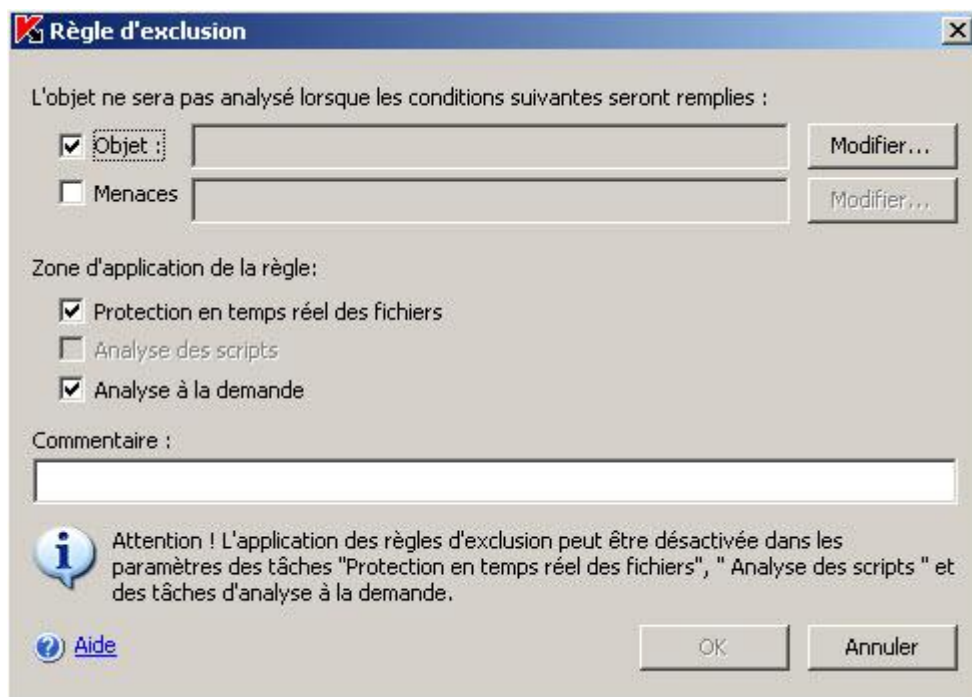 Règle d'exclusion
L'objet ne sera pas analysé lorsque les conditions suivantes seront remplies :
Objet :
Modifier...
Menaces
Modifier...
Zone d'application de la règle:
Protection en temps réel des fichiers
Analyse des scripts
Analyse à la demande
Commentaire :
Attention ! L'application des règles d'exclusion peut être désactivée dans les
paramètres des tâches "Protection en temps réel des fichiers", " Analyse des scripts " et
des tâches d'analyse à la demande.
Aide
OK
Annuler